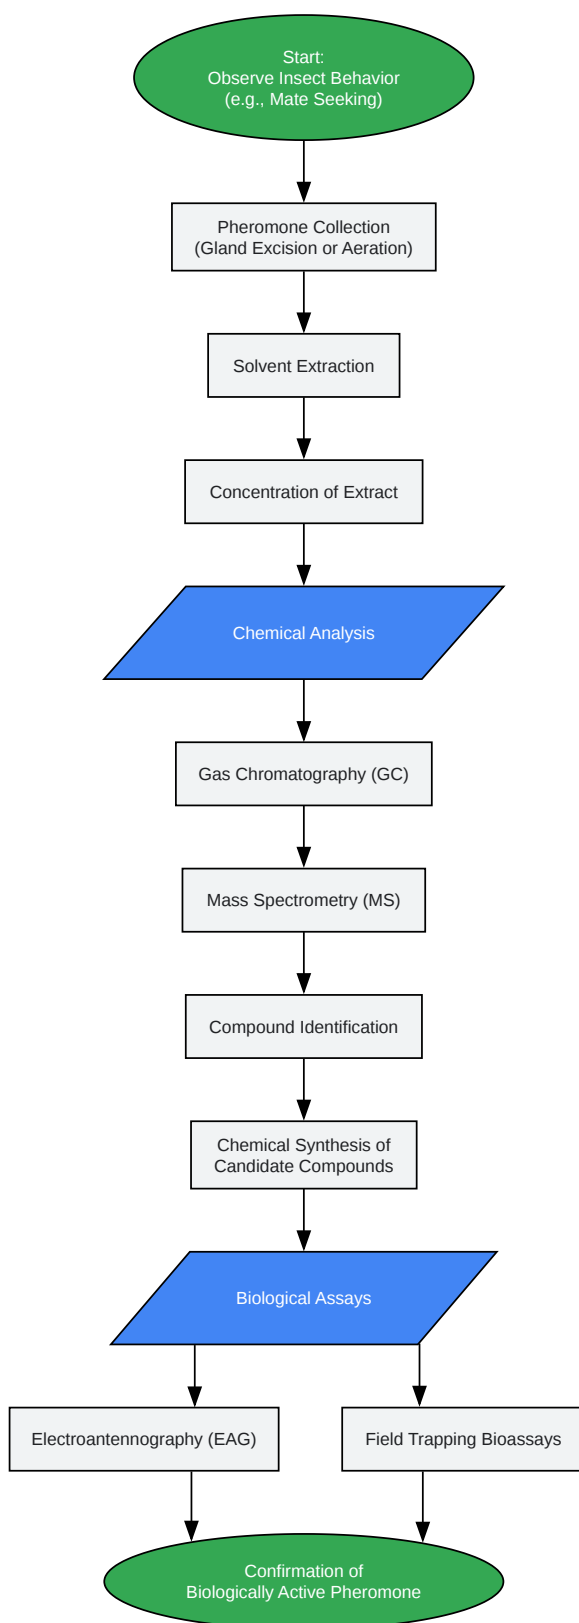 Start:
Observe Insect Behavior
(e.g., Mate Seeking)
Pheromone Collection
(Gland Excision or Aeration)
Solvent Extraction
Concentration of Extract
Chemical Analysis
Gas Chromatography (GC)
Mass Spectrometry (MS)
Compound Identification
Chemical Synthesis of
Candidate Compounds
Biological Assays
Electroantennography (EAG)
Field Trapping Bioassays
Confirmation of
Biologically Active Pheromone